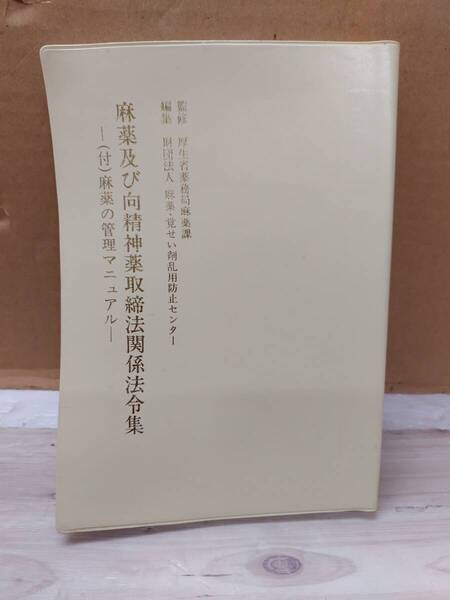 監修　厚生省薬務局麻薬課
編集　財団法人　麻薬・覚せい剤乱用防止センター
麻薬及び向精神薬取締法関係法令集
―(付)麻薬の管理マニュアル―